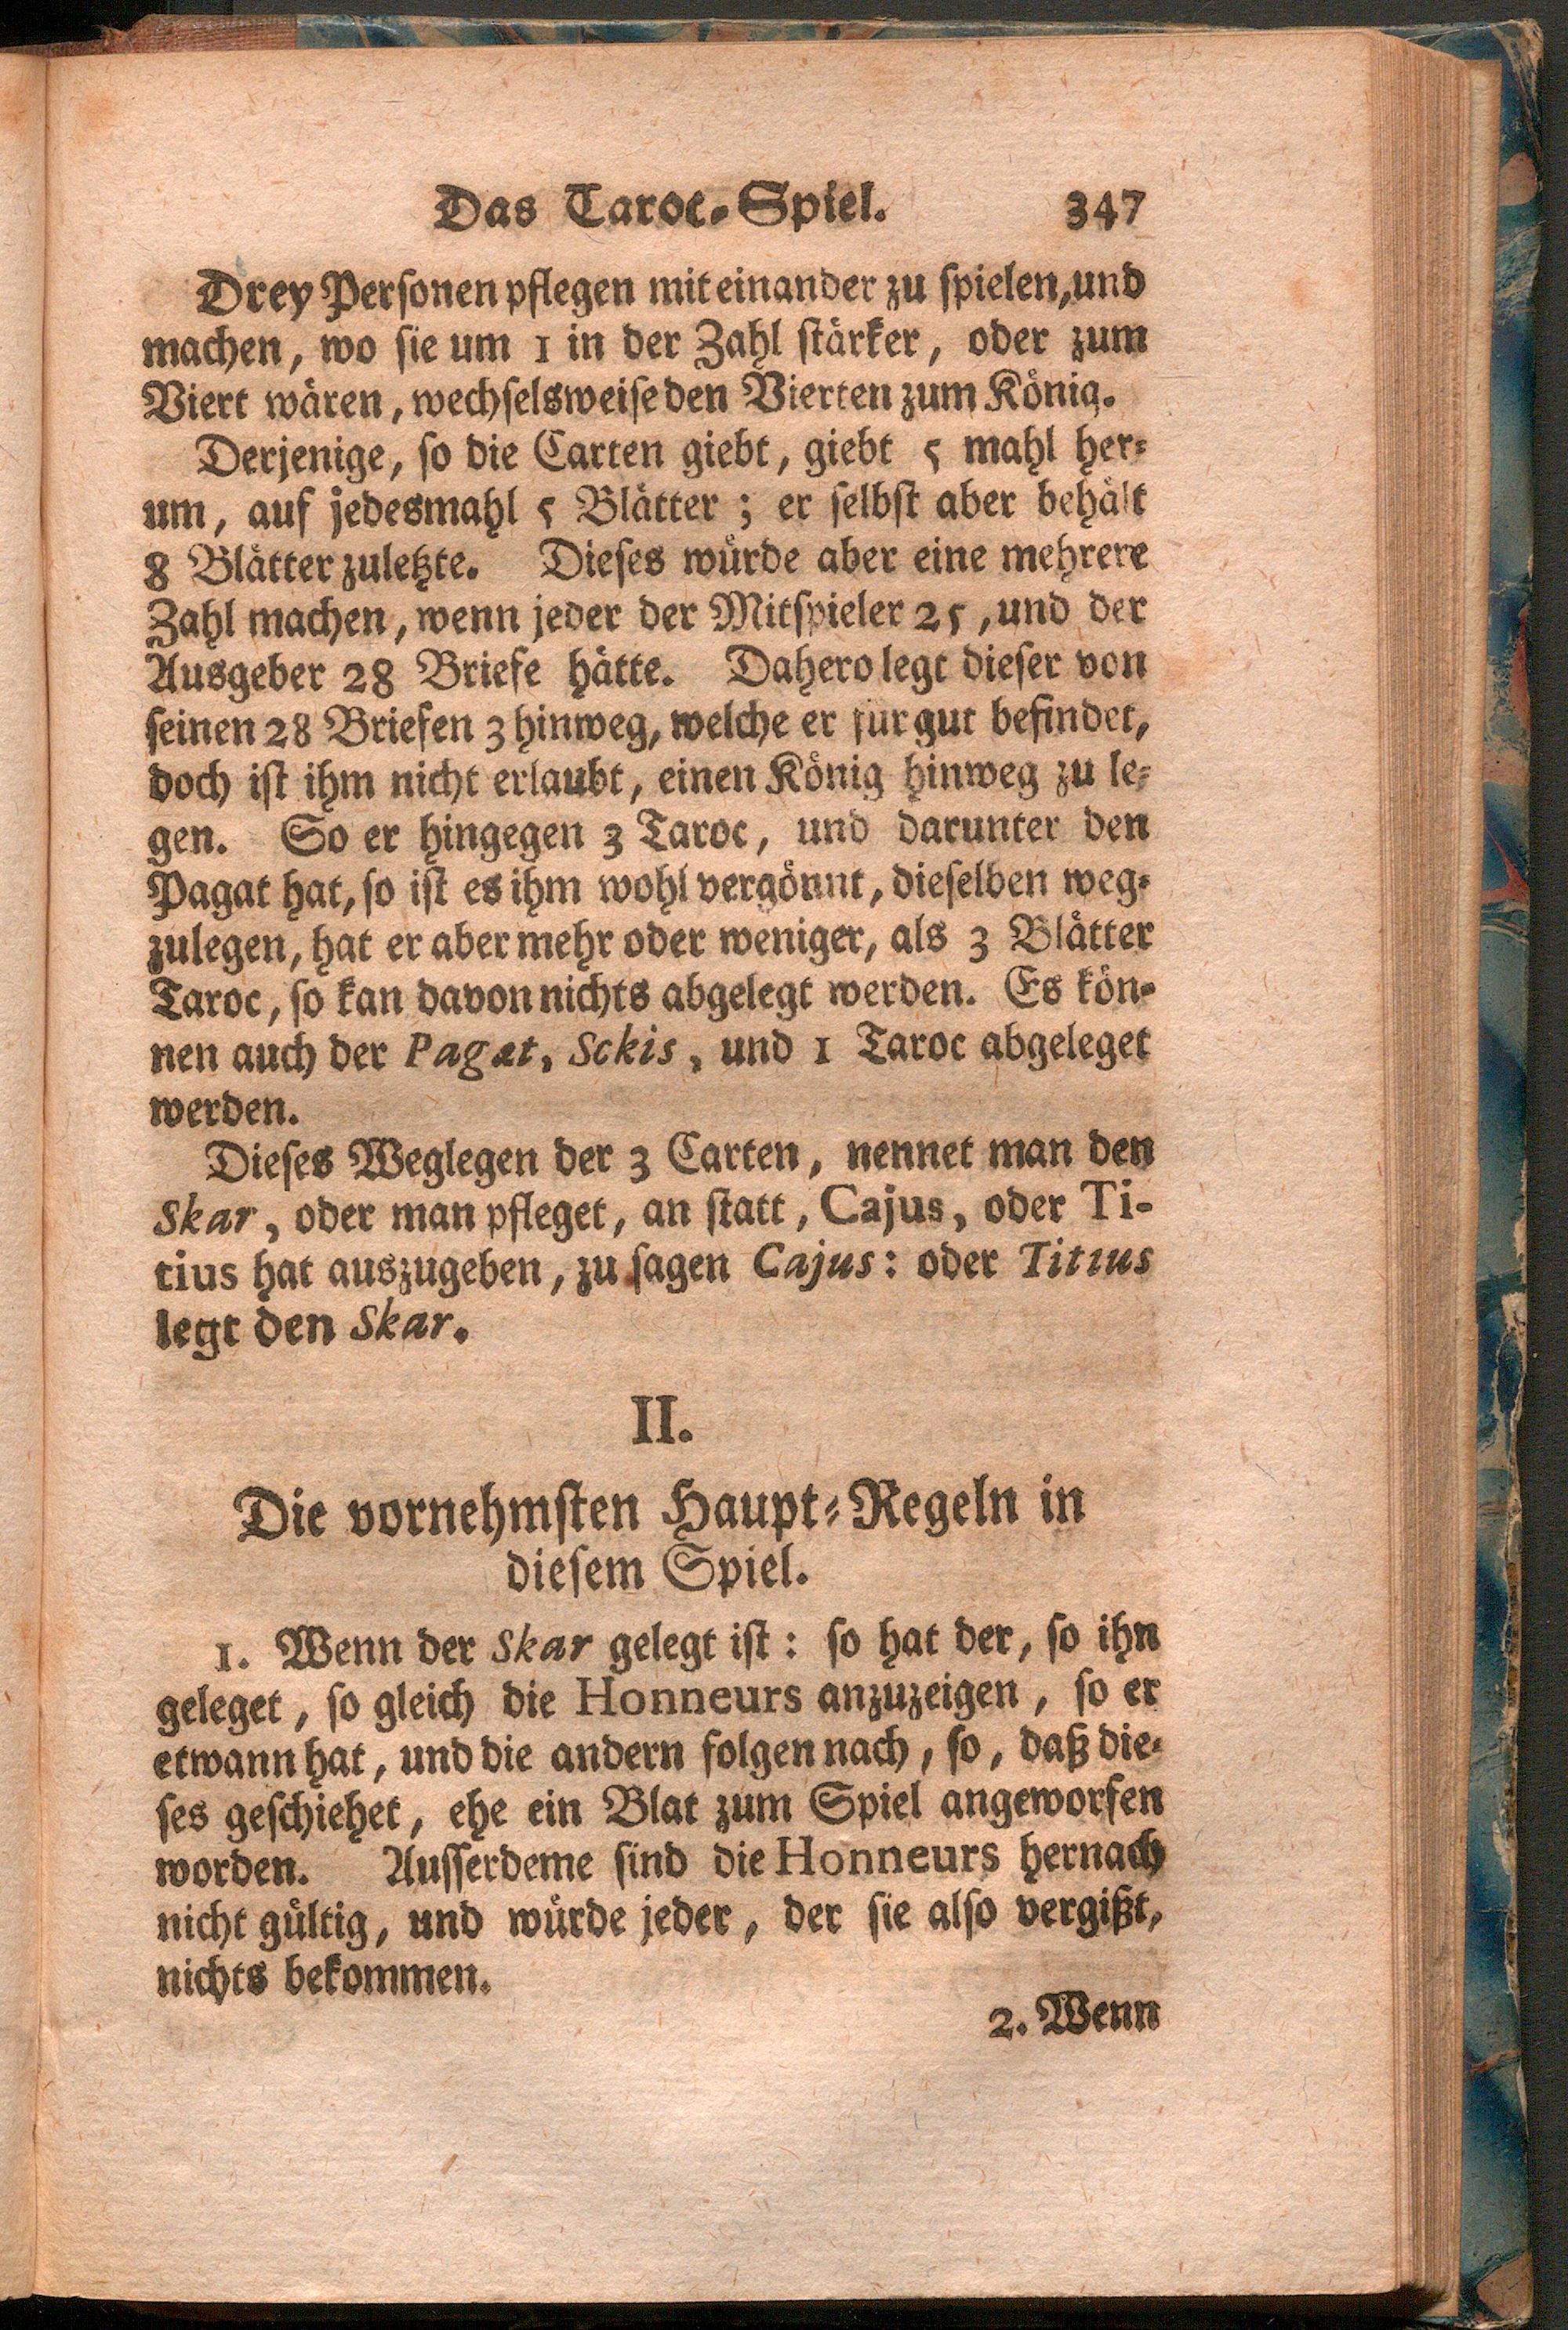 Das Taroc-Spiel. 347
Drey Personen pflegen mit einander zu spielen, und
machen, wo sie um 1 in der Zahl stärker, oder zum
Viert wären, wechselsweise den Vierten zum König.
Derjenige, so die Carten giebt, giebt 5 mahl her-
um, auf jedesmahl 5 Blätter; er selbst aber behält
8 Blätter zuletzte. Dieses würde aber eine mehrere
Zahl machen, wenn jeder der Mitspieler 25, und der
Ausgeber 28 Briefe hätte. Dahero legt dieser von
seinen 28 Briefen 3 hinweg, welche er für gut befindet,
doch ist ihm nicht erlaubt, einen König hinweg zu le-
gen. So er hingegen 3 Taroc, und darunter den
Pagat hat, so ist es ihm wohl vergönnt, dieselben weg-
zulegen, hat er aber mehr oder weniger, als 3 Blätter
Taroc, so kan davon nichts abgelegt werden. Es kön-
nen auch der Pagat, Sckis, und 1 Taroc abgeleget
werden.
Dieses Weglegen der 3 Carten, nennet man den
Skar, oder man pfleget, an statt, Cajus, oder Ti-
tius hat auszugeben, zu sagen Cajus: oder Titius
legt den Skar.
II.
Die vornehmsten Haupt-Regeln in
diesem Spiel.
1. Wenn der Skar gelegt ist: so hat der, so ihn
geleget, so gleich die Honneurs anzuzeigen, so er
etwann hat, und die andern folgen nach, so, daß die-
ses geschiehet, ehe ein Blat zum Spiel angeworfen
worden. Ausserdeme sind die Honneurs hernach
nicht gültig, und würde jeder, der sie also vergißt,
nichts bekommen.
2. Wenn